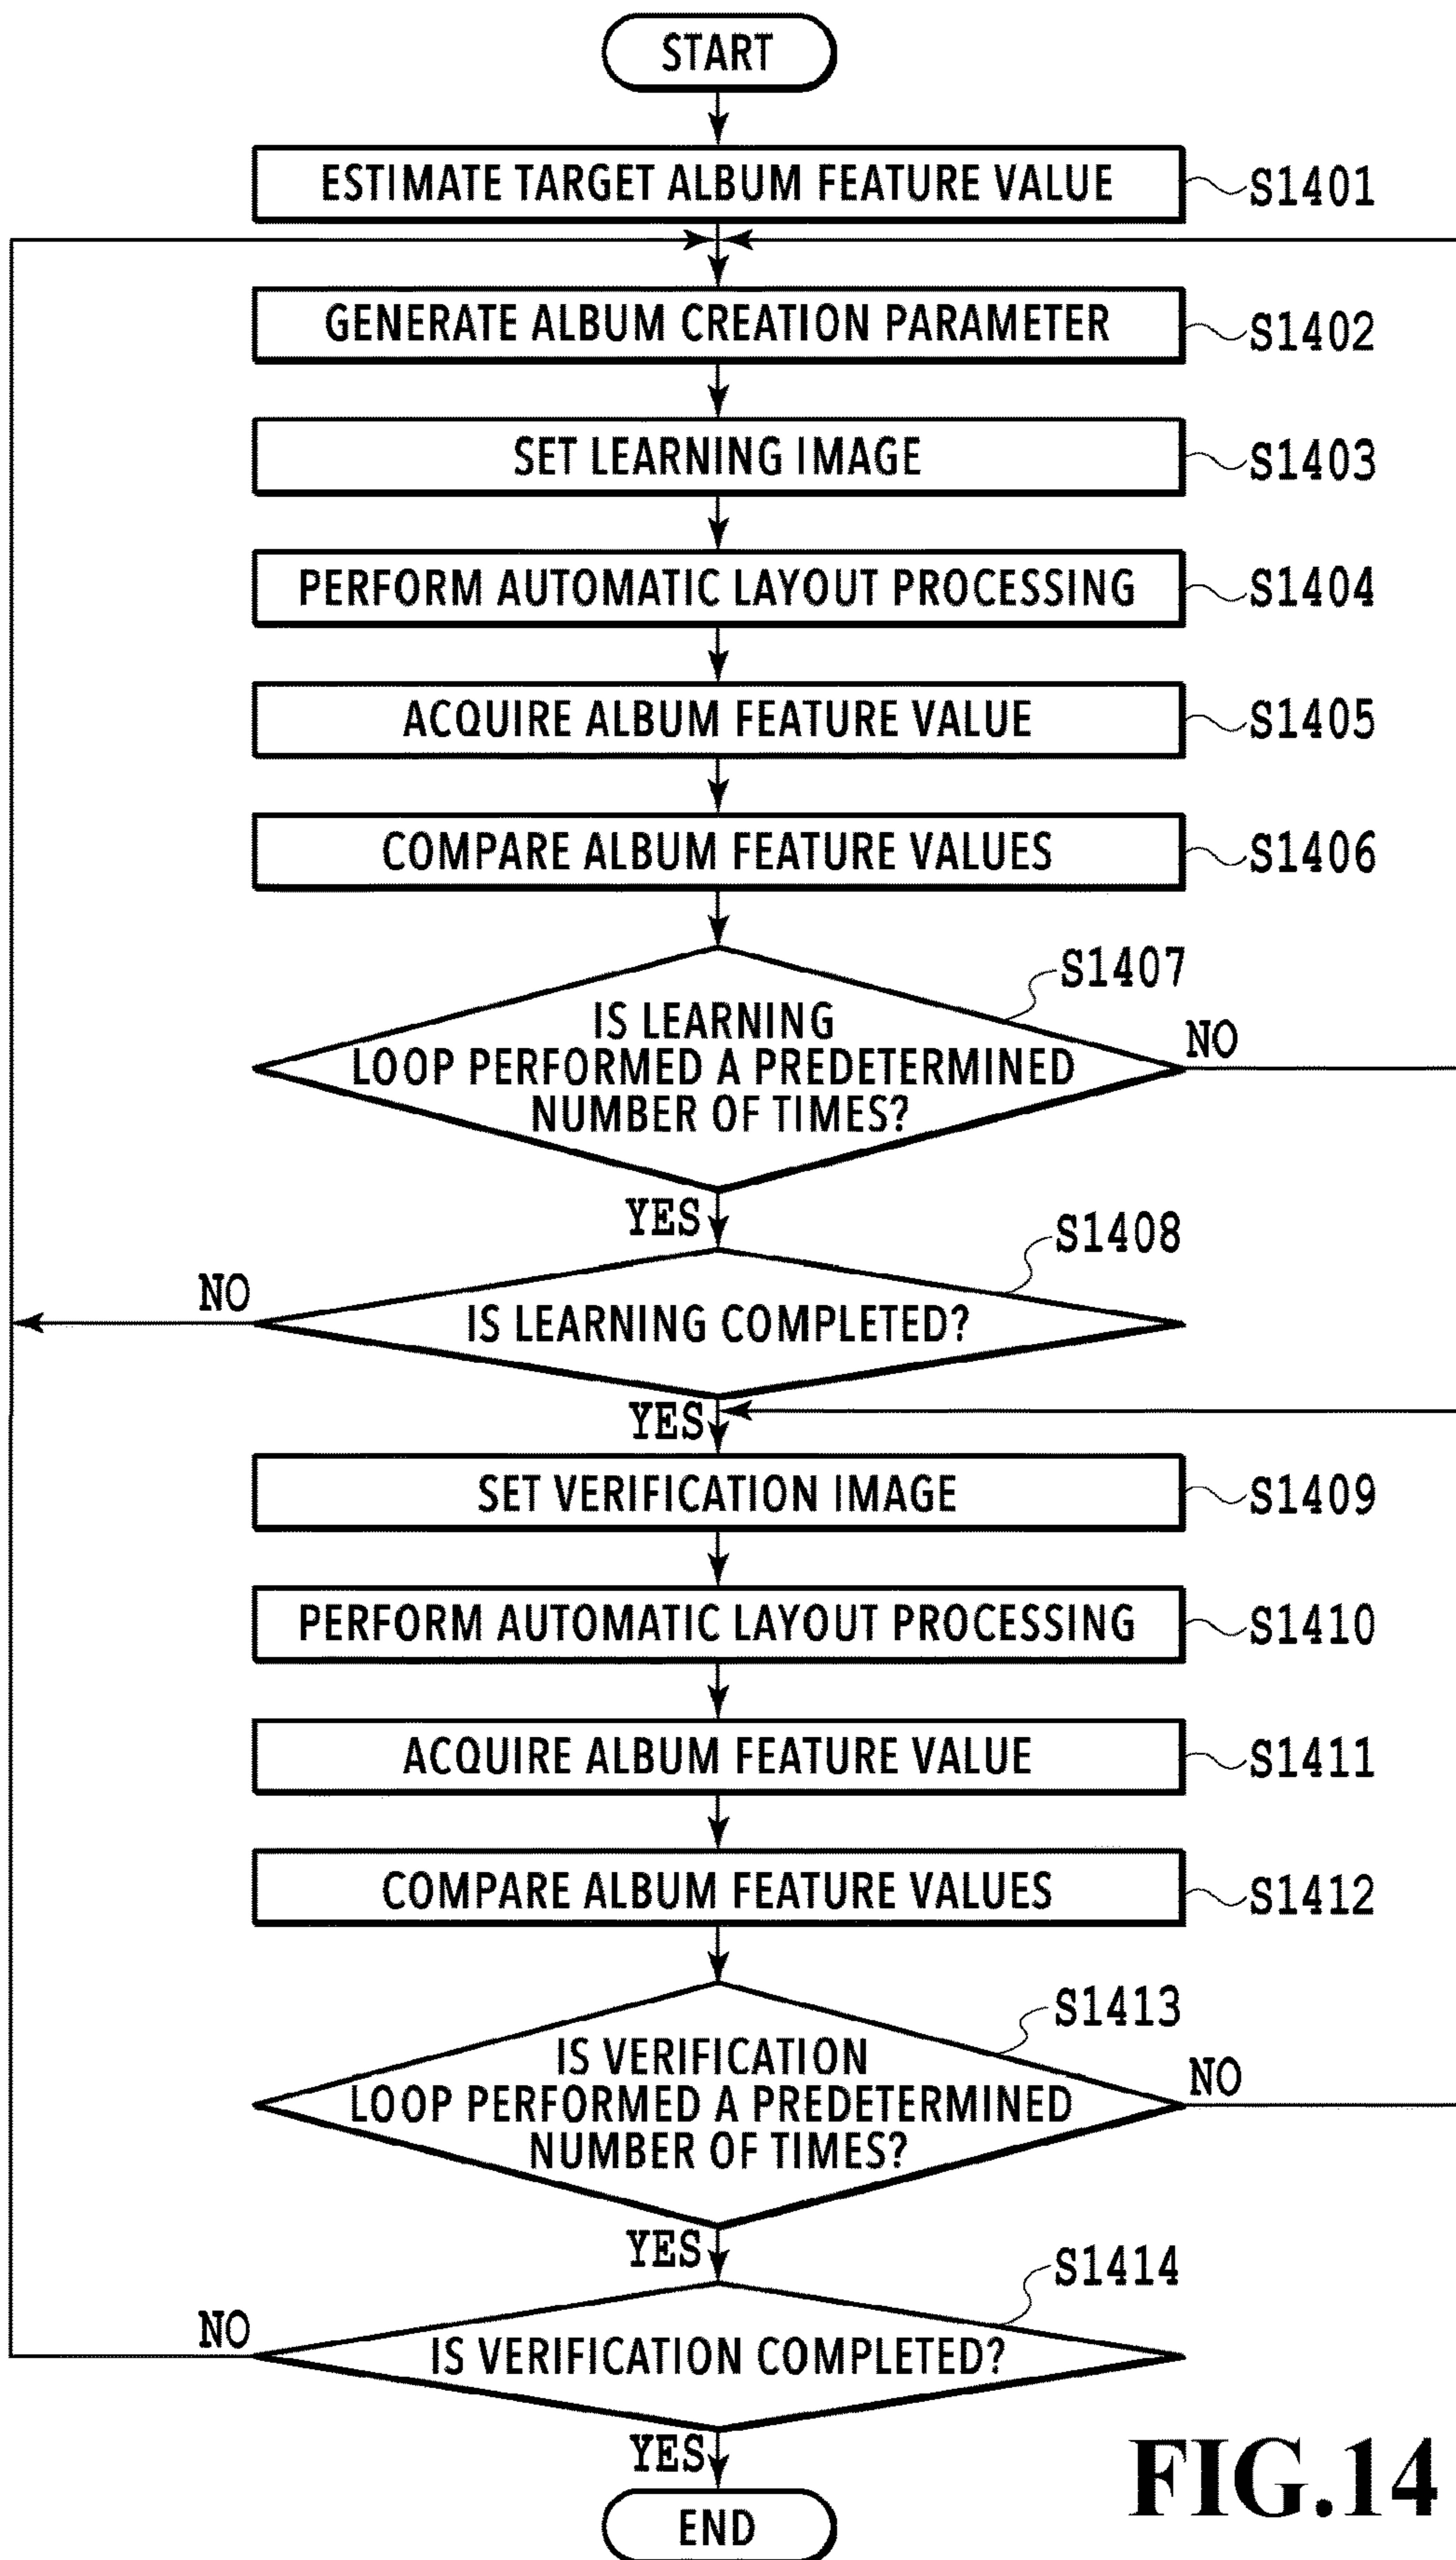 START
ESTIMATE TARGET ALBUM FEATURE VALUE
S1401
GENERATE ALBUM CREATION PARAMETER
S1402
SET LEARNING IMAGE
S1403
PERFORM AUTOMATIC LAYOUT PROCESSING
S1404
ACQUIRE ALBUM FEATURE VALUE
S1405
COMPARE ALBUM FEATURE VALUES
S1406
S1407
IS LEARNING
LOOP PERFORMED A PREDETERMINED
NUMBER OF TIMES?
NO
YES
S1408
NO
IS LEARNING COMPLETED?
YES
SET VERIFICATION IMAGE
S1409
PERFORM AUTOMATIC LAYOUT PROCESSING
S1410
ACQUIRE ALBUM FEATURE VALUE
S1411
COMPARE ALBUM FEATURE VALUES
S1412
S1413
IS VERIFICATION
LOOP PERFORMED A PREDETERMINED
NUMBER OF TIMES?
NO
YES
S1414
NO
IS VERIFICATION COMPLETED?
YES
END
FIG.14